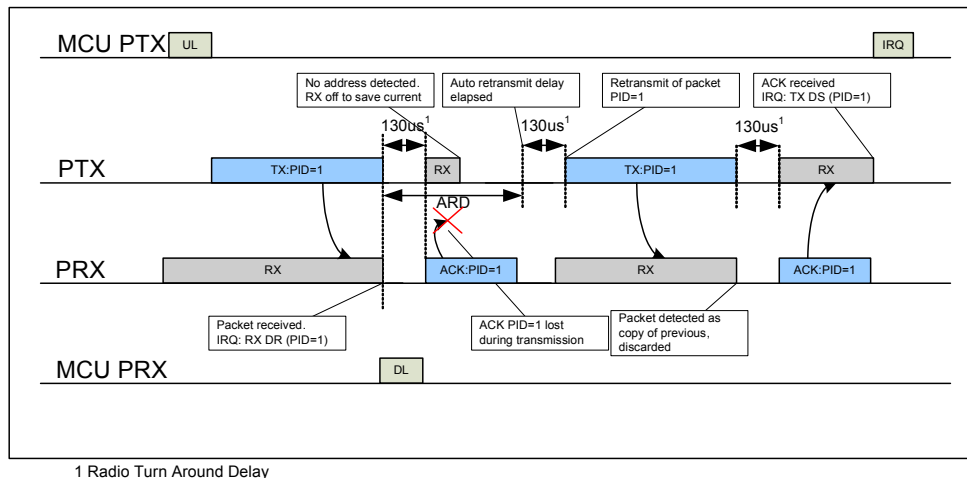 MCU PTX
UL
IRQ
No address detected.
RX off to save current
Auto retransmit delay
elapsed
Retransmit of packet
PID=1
ACK received
IRQ: TX DS (PID=1)
130us1
130us1
130us1
PTX
TX:PID=1
RX
TX:PID=1
RX
ARD
PRX
RX
ACK:PID=1
RX
ACK:PID=1
Packet received.
IRQ: RX DR (PID=1)
ACK PID=1 lost
during transmission
Packet detected as
copy of previous,
discarded
MCU PRX
DL
1 Radio Turn Around Delay